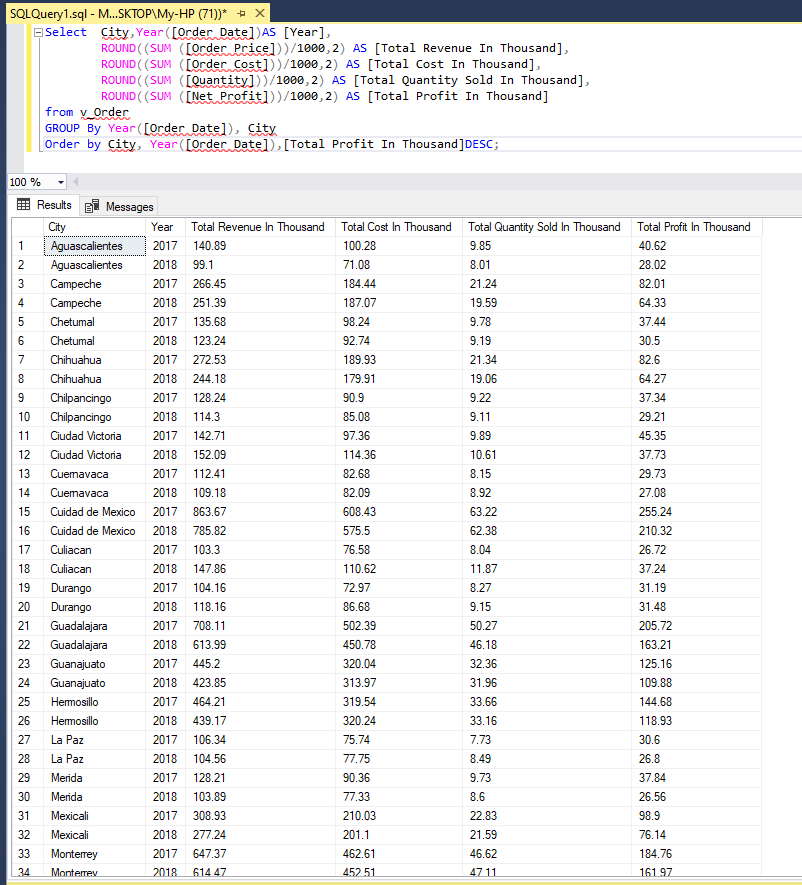 SQLQuery1.sql - M...SKTOP\My-HP (71))*
Select City,Year([Order Date])AS [Year],
ROUND((SUM ([Order Price]))/1000,2) AS [Total Revenue In Thousand],
ROUND((SUM ([Order Cost]))/1000,2) AS [Total Cost In Thousand],
ROUND((SUM ([Quantity]))/1000,2) AS [Total Quantity Sold In Thousand],
ROUND((SUM ([Net Profit]))/1000,2) AS [Total Profit In Thousand]
from v_Order
GROUP By Year([Order Date]), City
Order by City, Year([Order Date]),[Total Profit In Thousand]DESC;
100 %
Results Messages
City Year Total Revenue In Thousand Total Cost In Thousand Total Quantity Sold In Thousand Total Profit In Thousand
1 Aguascalientes 2017 140.89 100.28 9.85 40.62
2 Aguascalientes 2018 99.1 71.08 8.01 28.02
3 Campeche 2017 266.45 184.44 21.24 82.01
4 Campeche 2018 251.39 187.07 19.59 64.33
5 Chetumal 2017 135.68 98.24 9.78 37.44
6 Chetumal 2018 123.24 92.74 9.19 30.5
7 Chihuahua 2017 272.53 189.93 21.34 82.6
8 Chihuahua 2018 244.18 179.91 19.06 64.27
9 Chilpancingo 2017 128.24 90.9 9.22 37.34
10 Chilpancingo 2018 114.3 85.08 9.11 29.21
11 Ciudad Victoria 2017 142.71 97.36 9.89 45.35
12 Ciudad Victoria 2018 152.09 114.36 10.61 37.73
13 Cuernavaca 2017 112.41 82.68 8.15 29.73
14 Cuernavaca 2018 109.18 82.09 8.92 27.08
15 Cuidad de Mexico 2017 863.67 608.43 63.22 255.24
16 Cuidad de Mexico 2018 785.82 575.5 62.38 210.32
17 Culiacan 2017 103.3 76.58 8.04 26.72
18 Culiacan 2018 147.86 110.62 11.87 37.24
19 Durango 2017 104.16 72.97 8.27 31.19
20 Durango 2018 118.16 86.68 9.15 31.48
21 Guadalajara 2017 708.11 502.39 50.27 205.72
22 Guadalajara 2018 613.99 450.78 46.18 163.21
23 Guanajuato 2017 445.2 320.04 32.36 125.16
24 Guanajuato 2018 423.85 313.97 31.96 109.88
25 Hermosillo 2017 464.21 319.54 33.66 144.68
26 Hermosillo 2018 439.17 320.24 33.16 118.93
27 La Paz 2017 106.34 75.74 7.73 30.6
28 La Paz 2018 104.56 77.75 8.49 26.8
29 Merida 2017 128.21 90.36 9.73 37.84
30 Merida 2018 103.89 77.33 8.6 26.56
31 Mexicali 2017 308.93 210.03 22.83 98.9
32 Mexicali 2018 277.24 201.1 21.59 76.14
33 Monterrey 2017 647.37 462.61 46.62 184.76
34 Monterrey 2018 614.47 452.51 47.11 161.97